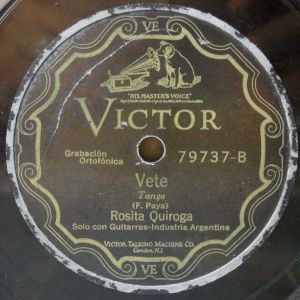 VE
"HIS MASTER'S VOICE"
VICTOR
Grabación
Ortofónica
79737-B
Vete
Tango
(F. Paya)
Rosita Quiroga
Solo con Guitarras-Industria Argentina
VICTOR TALKING MACHINE CO.
Camden, N.J.
VE